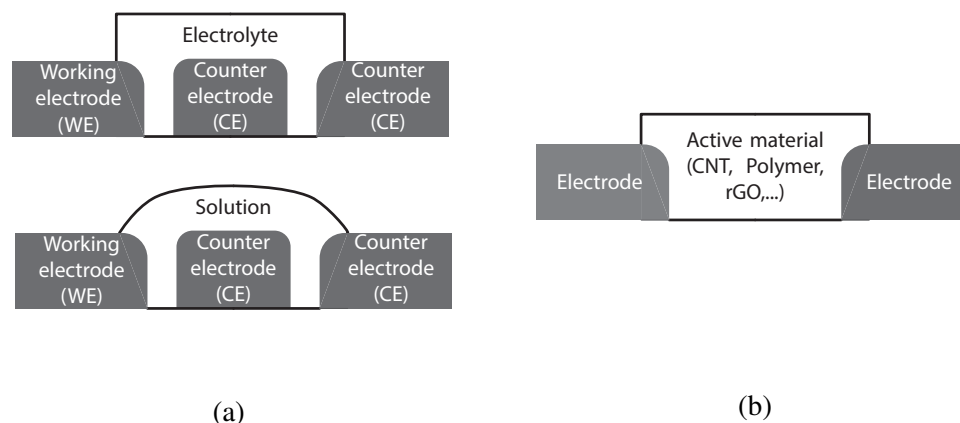 Electrolyte
Working
electrode
(WE)
Counter
electrode
(CE)
Counter
electrode
(CE)
Solution
Working
electrode
(WE)
Counter
electrode
(CE)
Counter
electrode
(CE)
(a)
Electrode
Active material
(CNT, Polymer,
rGO,...)
Electrode
(b)